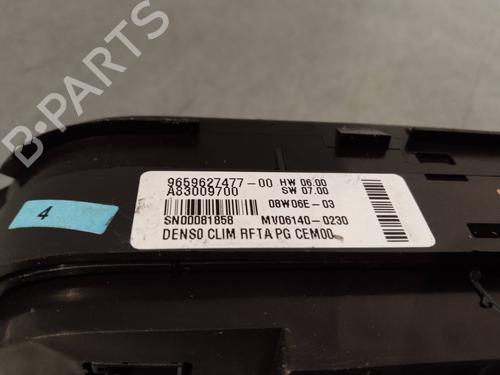 B-PARTS
4
9659627477-00 HW 06.00
A83009700 SW 07.00
08W06E-03
SN00081858 MV06140-0230
DENSO CLIM RFTA PG CEM00